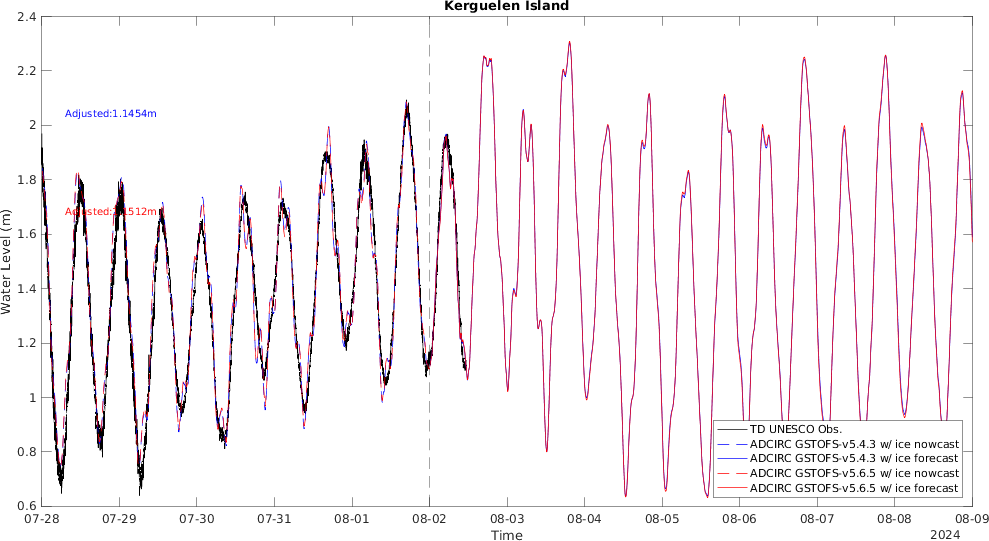 Kerguelen Island
2.4
2.2
2
1.8
1.6
1.4
1.2
1
0.8
0.6
Water Level (m)
Adjusted:1.1454m
07-28
07-29
07-30
07-31
08-01
08-02
08-03
08-04
08-05
08-06
08-07
08-08
08-09
Time
2024
TD UNESCO Obs.
ADCIRC GSTOFS-v5.4.3 w/ ice nowcast
ADCIRC GSTOFS-v5.4.3 w/ ice forecast
ADCIRC GSTOFS-v5.6.5 w/ ice nowcast
ADCIRC GSTOFS-v5.6.5 w/ ice forecast